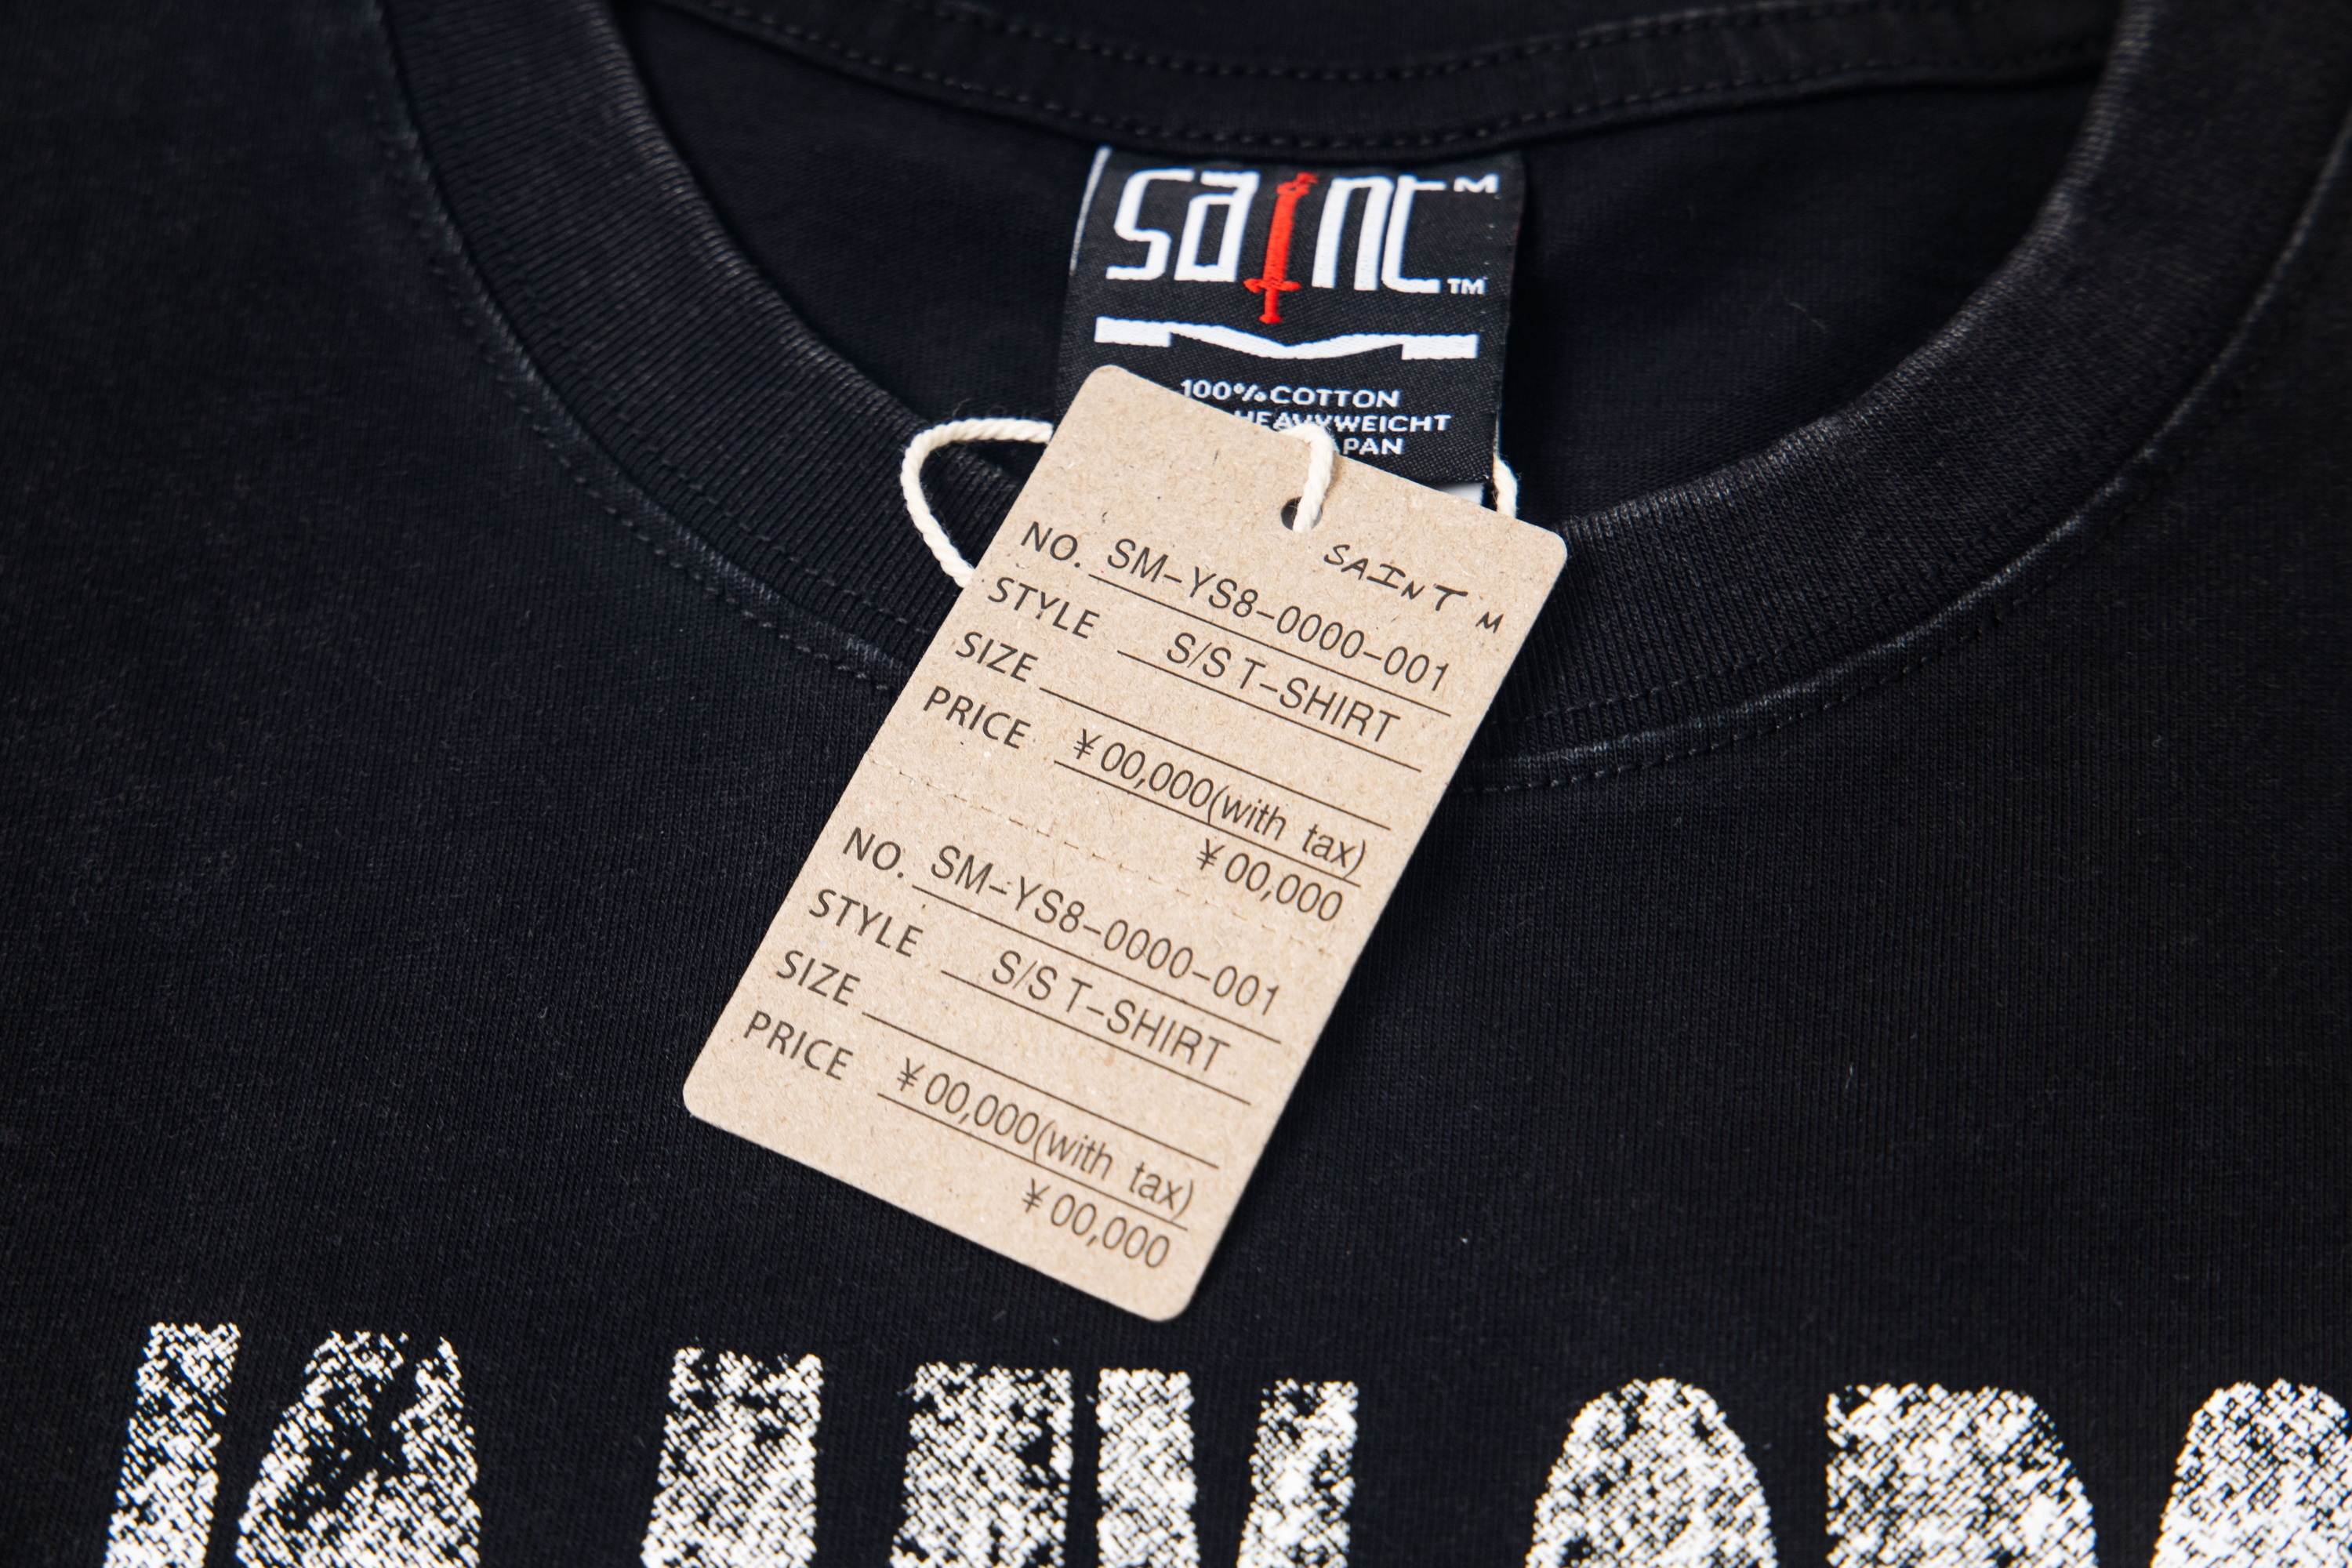 saint M
TM
100% COTTON
HEAVYWEIGHT
SAINT M
NO. SM-YS8-0000-001
STYLE S/S T-SHIRT
SIZE
PRICE ¥00,000(with tax)
¥00,000
NO. SM-YS8-0000-001
STYLE S/S T-SHIRT
SIZE
PRICE ¥00,000(with tax)
¥00,000